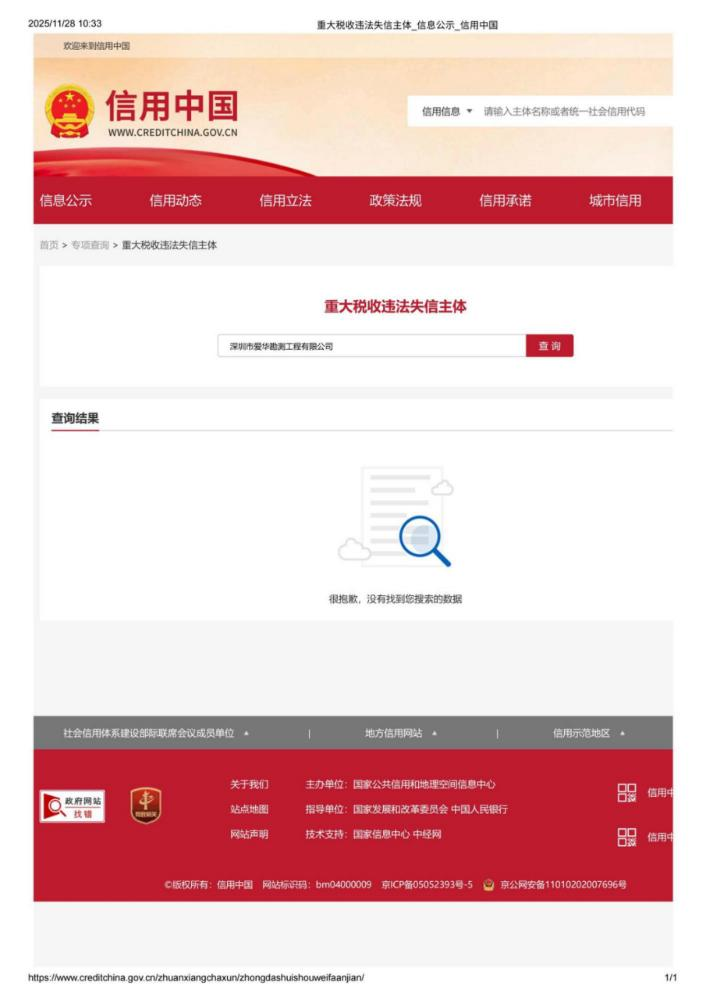 2025/11/28 10:33 重大税收违法失信主体_信息公示_信用中国
欢迎来到信用中国
信用中国
WWW.CREDITCHINA.GOV.CN
信用信息 请输入主体名称或者统一社会信用代码
信息公示 信用动态 信用立法 政策法规 信用承诺 城市信用
首页 > 专项查询 > 重大税收违法失信主体
重大税收违法失信主体
深圳市爱华勘测工程有限公司 查询
查询结果
很抱歉，没有找到您搜索的数据
社会信用体系建设部际联席会议成员单位 | 地方信用网站 | 信用示范地区
政府网站
找错
关于我们 主办单位：国家公共信用和地理空间信息中心
信用中
站点地图 指导单位：国家发展和改革委员会 中国人民银行
网站声明 技术支持：国家信息中心 中经网
信用中
©版权所有：信用中国 网站标识码：bm04000009 京ICP备05052393号-5 京公网安备11010202007696号
https://www.creditchina.gov.cn/zhuanxiangchaxun/zhongdashuishouweifaanjian/ 1/1